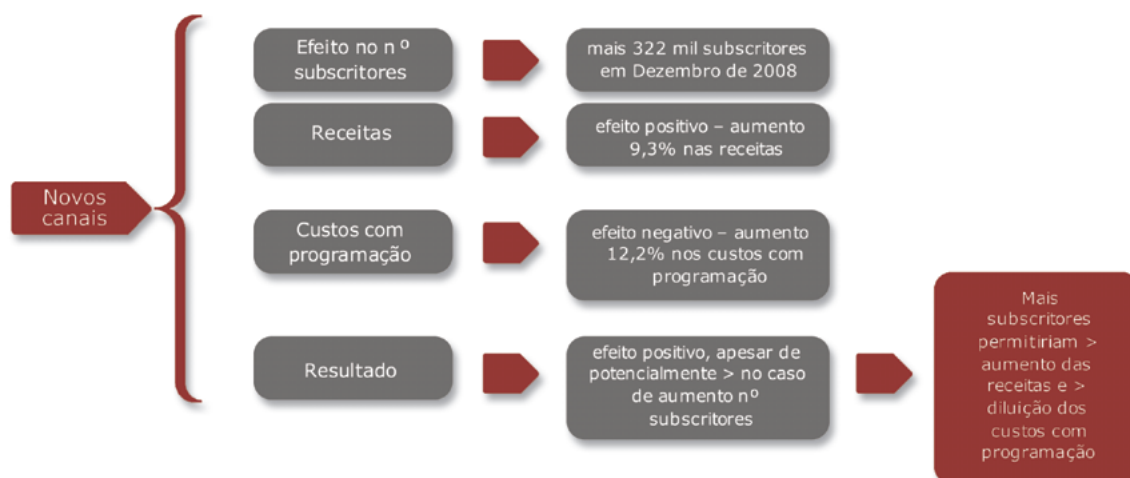 Novos
canais
Efeito no n º
subscritores
mais 322 mil subscritores
em Dezembro de 2008
Receitas
efeito positivo – aumento
9,3% nas receitas
Custos com
programação
efeito negativo – aumento
12,2% nos custos com
programação
Resultado
efeito positivo, apesar de
potencialmente > no caso
de aumento nº
subscritores
Mais
subscritores
permitiriam >
aumento das
receitas e >
diluição dos
custos com
programação